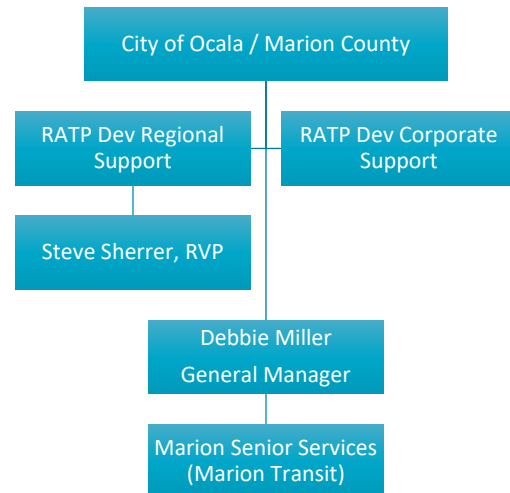 City of Ocala / Marion County
RATP Dev Regional
Support
RATP Dev Corporate
Support
Steve Sherrer, RVP
Debbie Miller
General Manager
Marion Senior Services
(Marion Transit)